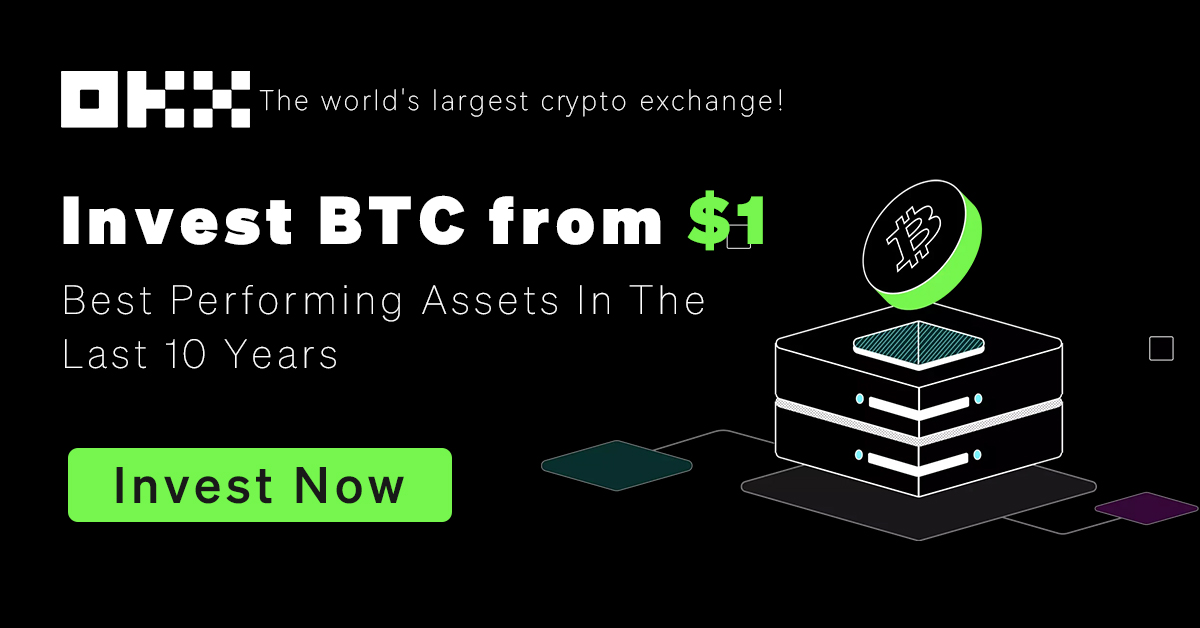 OKX The world's largest crypto exchange!
Invest BTC from $1
Best Performing Assets In The
Last 10 Years
Invest Now